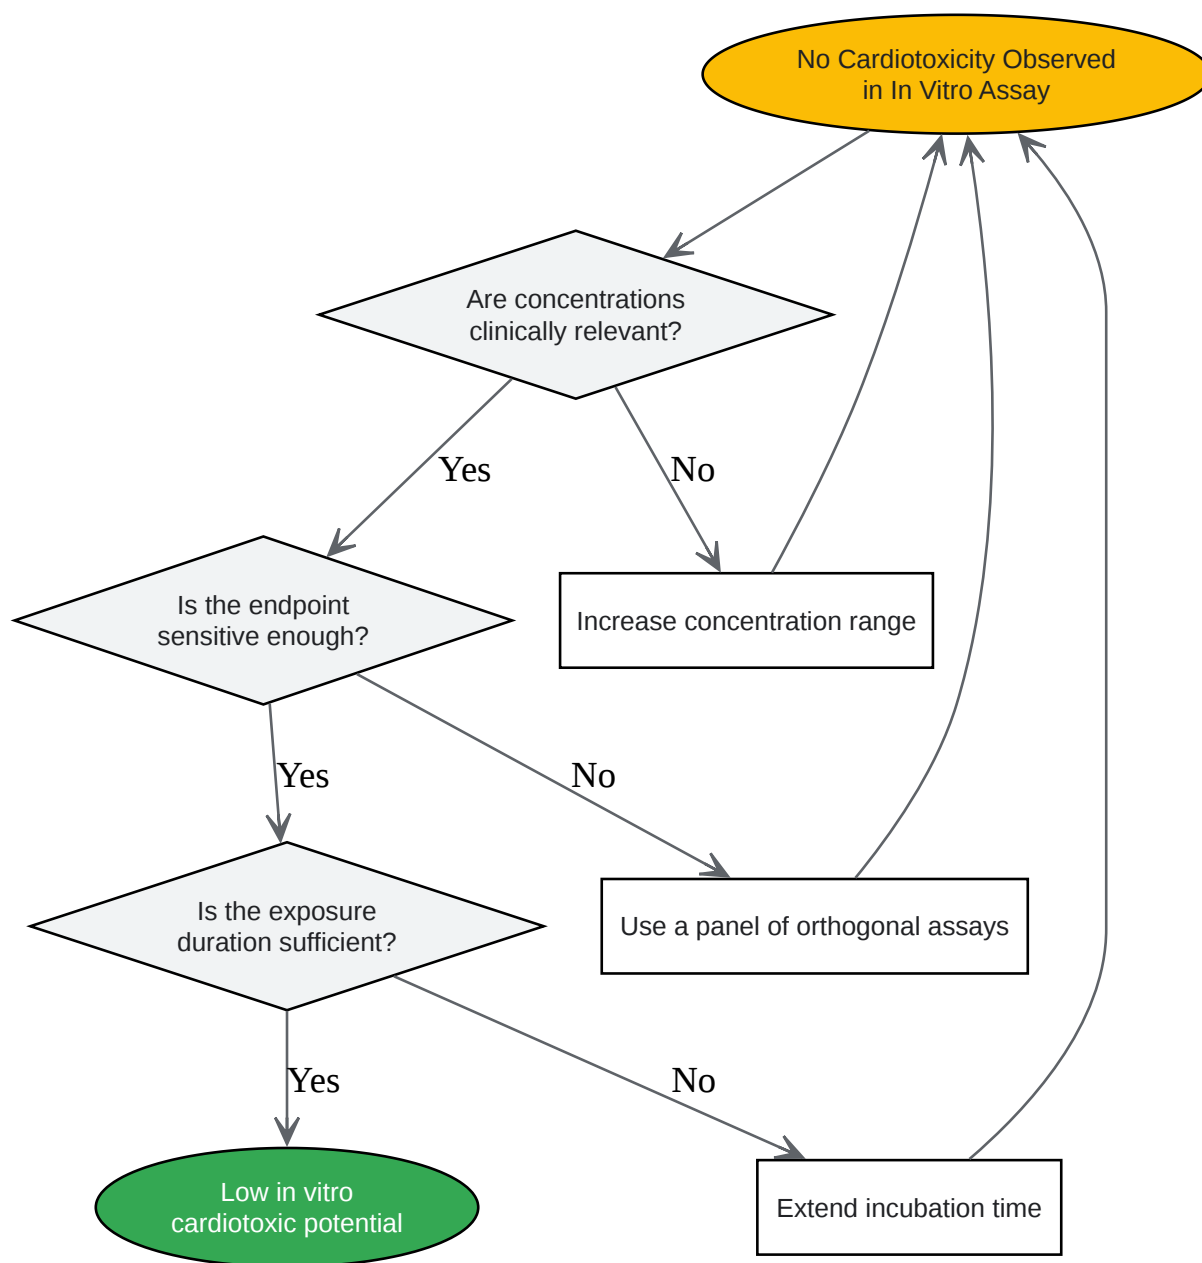 No Cardiotoxicity Observed
in In Vitro Assay
Are concentrations
clinically relevant?
Yes
No
Is the endpoint
sensitive enough?
Increase concentration range
Yes
No
Is the exposure
duration sufficient?
Use a panel of orthogonal assays
Yes
No
Low in vitro
cardiotoxic potential
Extend incubation time